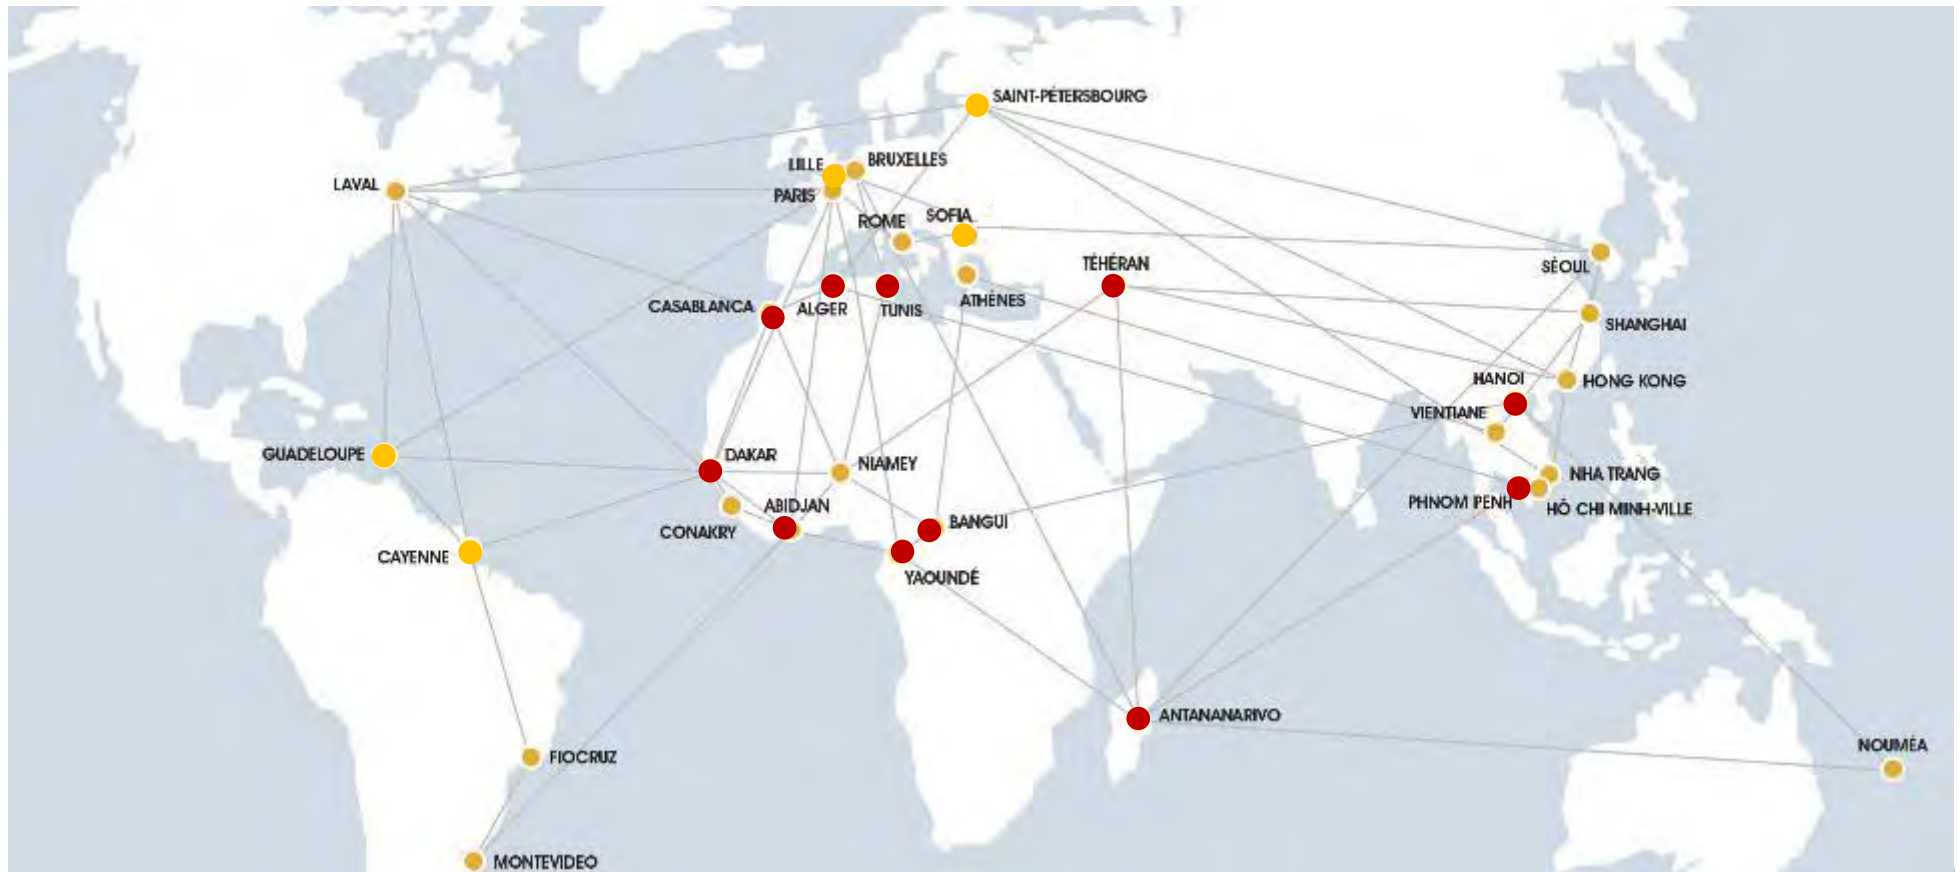 SAINT-PÉTERSBOURG
LILLE
BRUXELLES
LAVAL
PARIS
ROME
SOFIA
TÉHÉRAN
SÉOUL
CASABLANCA
ALGER
TUNIS
ATHÈNES
SHANGHAI
HANOI
HONG KONG
VIENTIANE
GUADELOUPE
DAKAR
NIAMEY
NHA TRANG
PHNOM PENH
HÔ CHI MINH-VILLE
ABIDJAN
CONAKRY
BANGUI
CAYENNE
YAOUNDÉ
ANTANANARIVO
NOUMÉA
FIOCRUZ
MONTEVIDEO